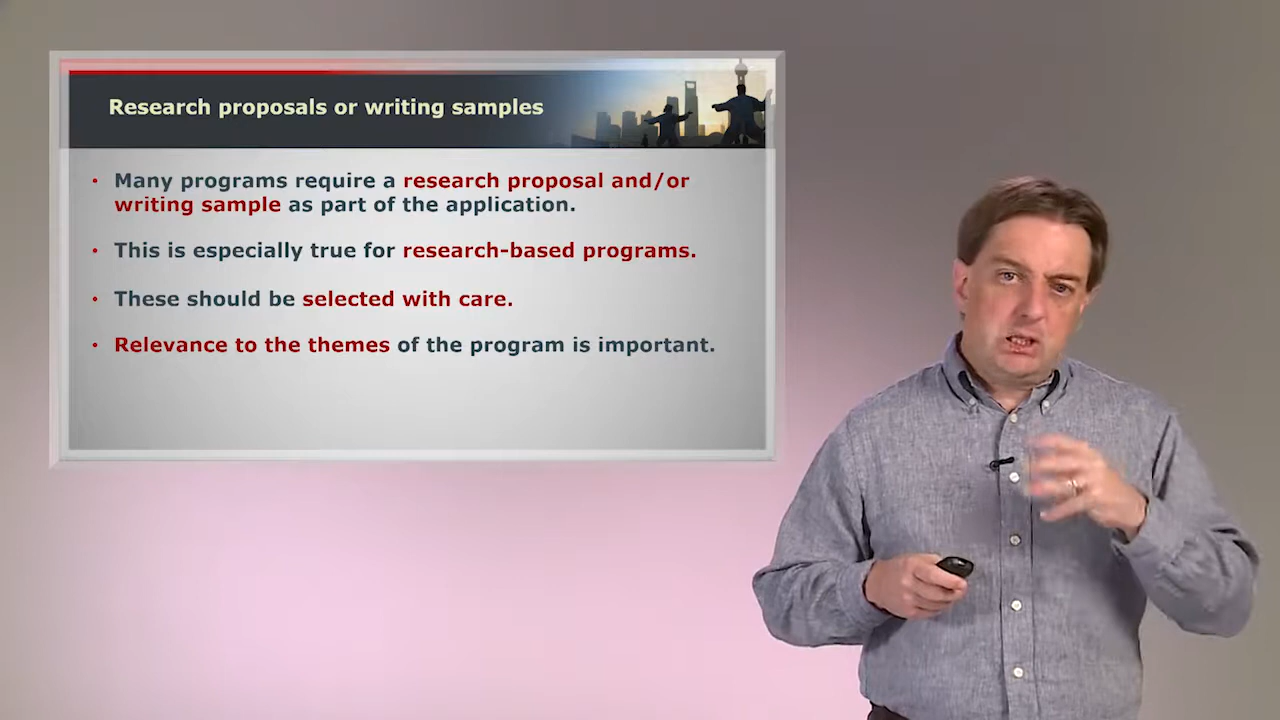 Research proposals or writing samples
• Many programs require a research proposal and/or
writing sample as part of the application.
• This is especially true for research-based programs.
• These should be selected with care.
• Relevance to the themes of the program is important.